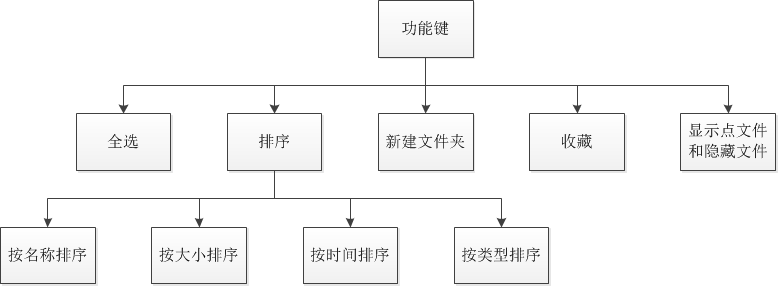 功能键
全选
排序
新建文件夹
收藏
显示点文件
和隐藏文件
按名称排序
按大小排序
按时间排序
按类型排序